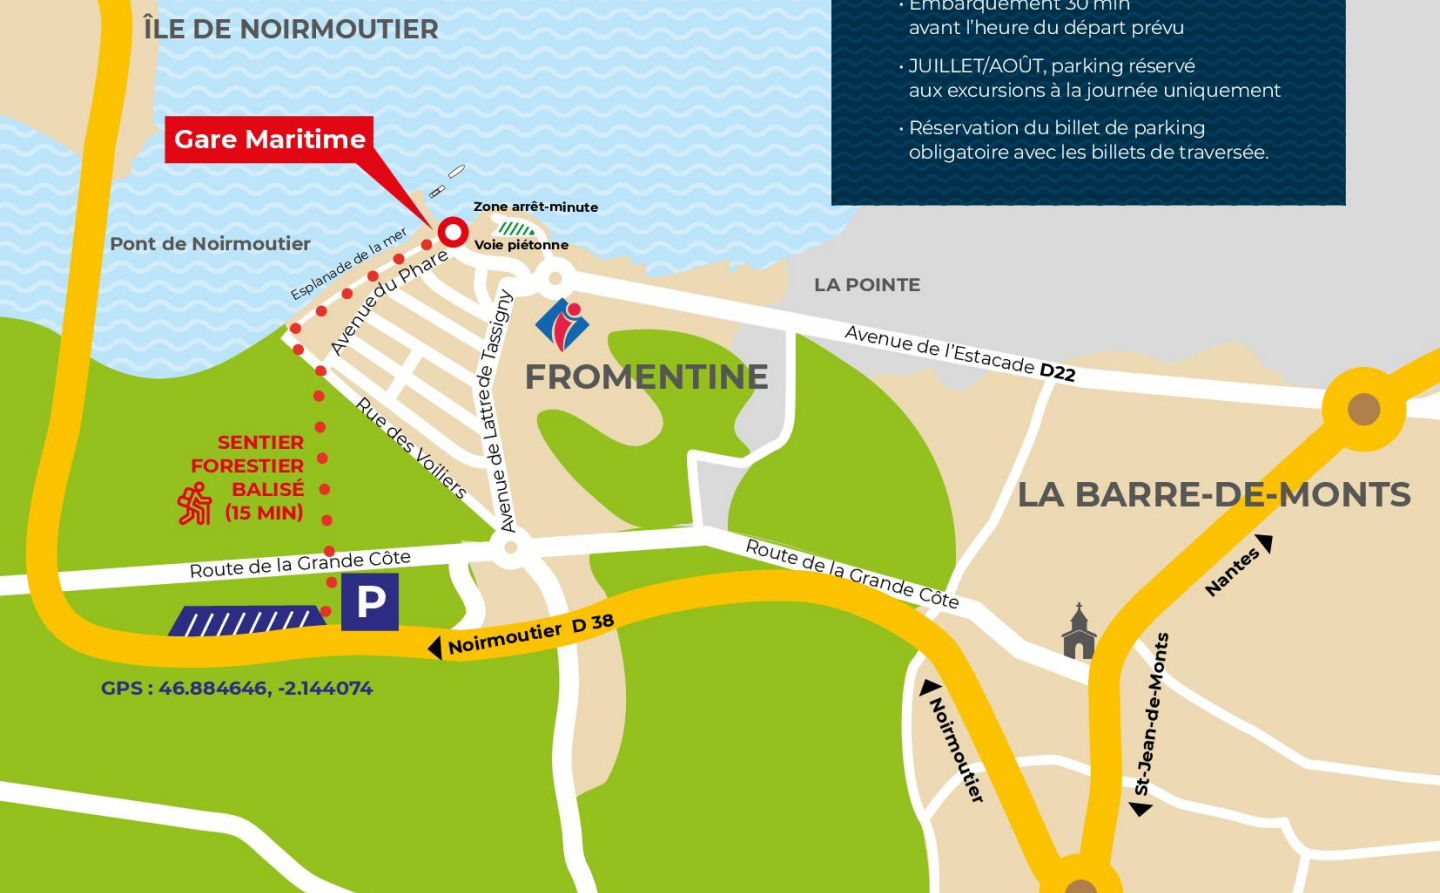 • Embarquement 30 min
avant l'heure du départ prévu
• JUILLET/AOÛT, parking réservé
aux excursions à la journée uniquement
• Réservation du billet de parking
obligatoire avec les billets de traversée.
ÎLE DE NOIRMOUTIER
Gare Maritime
Zone arrêt-minute
Voie piétonne
Pont de Noirmoutier
Esplanade de la mer
Avenue du Phare
LA POINTE
Avenue de l'Estacade D22
Avenue de Lattre de Tassigny
FROMENTINE
Rue des Voiliers
SENTIER
FORESTIER
BALISÉ
(15 MIN)
LA BARRE-DE-MONTS
Route de la Grande Côte
Route de la Grande Côte
Nantes
P
Noirmoutier D 38
GPS : 46.884646, -2.144074
St-Jean-de-Monts
Noirmoutier